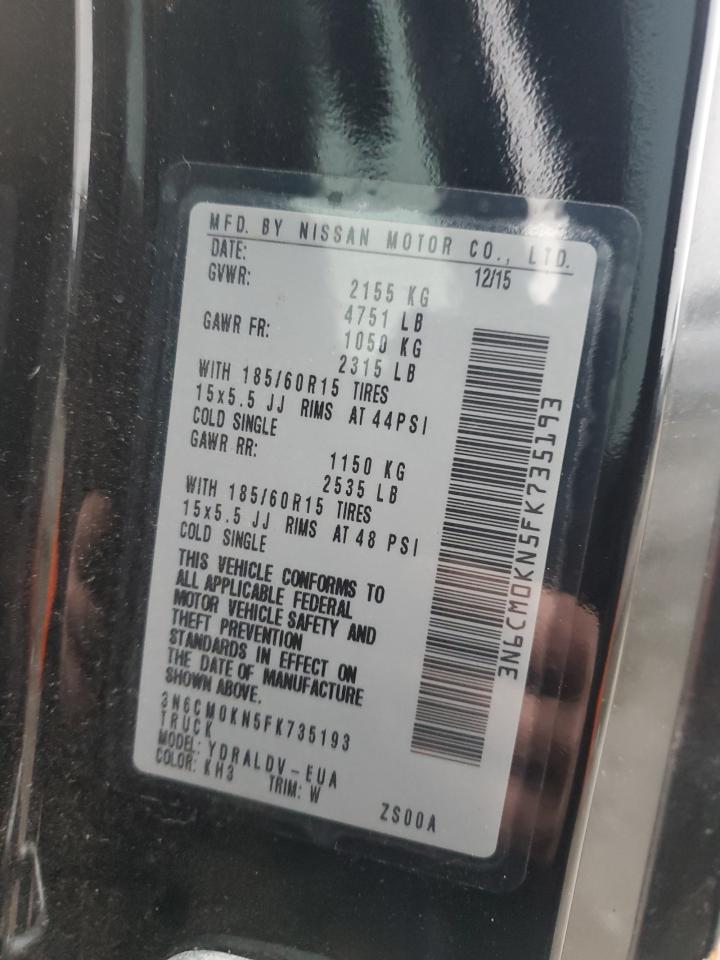 MFD. BY NISSAN MOTOR CO., LTD.
DATE: 12/15
GVWR: 2155 KG
4751 LB
GAWR FR: 1050 KG
2315 LB
WITH 185/60R15 TIRES
15x5.5 JJ RIMS AT 44PSI
COLD SINGLE
GAWR RR: 1150 KG
2535 LB
WITH 185/60R15 TIRES
15x5.5 JJ RIMS AT 48 PSI
COLD SINGLE
THIS VEHICLE CONFORMS TO
ALL APPLICABLE FEDERAL
MOTOR VEHICLE SAFETY AND
THEFT PREVENTION
STANDARDS IN EFFECT ON
THE DATE OF MANUFACTURE
SHOWN ABOVE.
3N6CM0KN5FK735193
TRUCK
MODEL: YDRALDV-EUA
COLOR: KH3 TRIM: W ZS00A
3N6CM0KN5FK735193